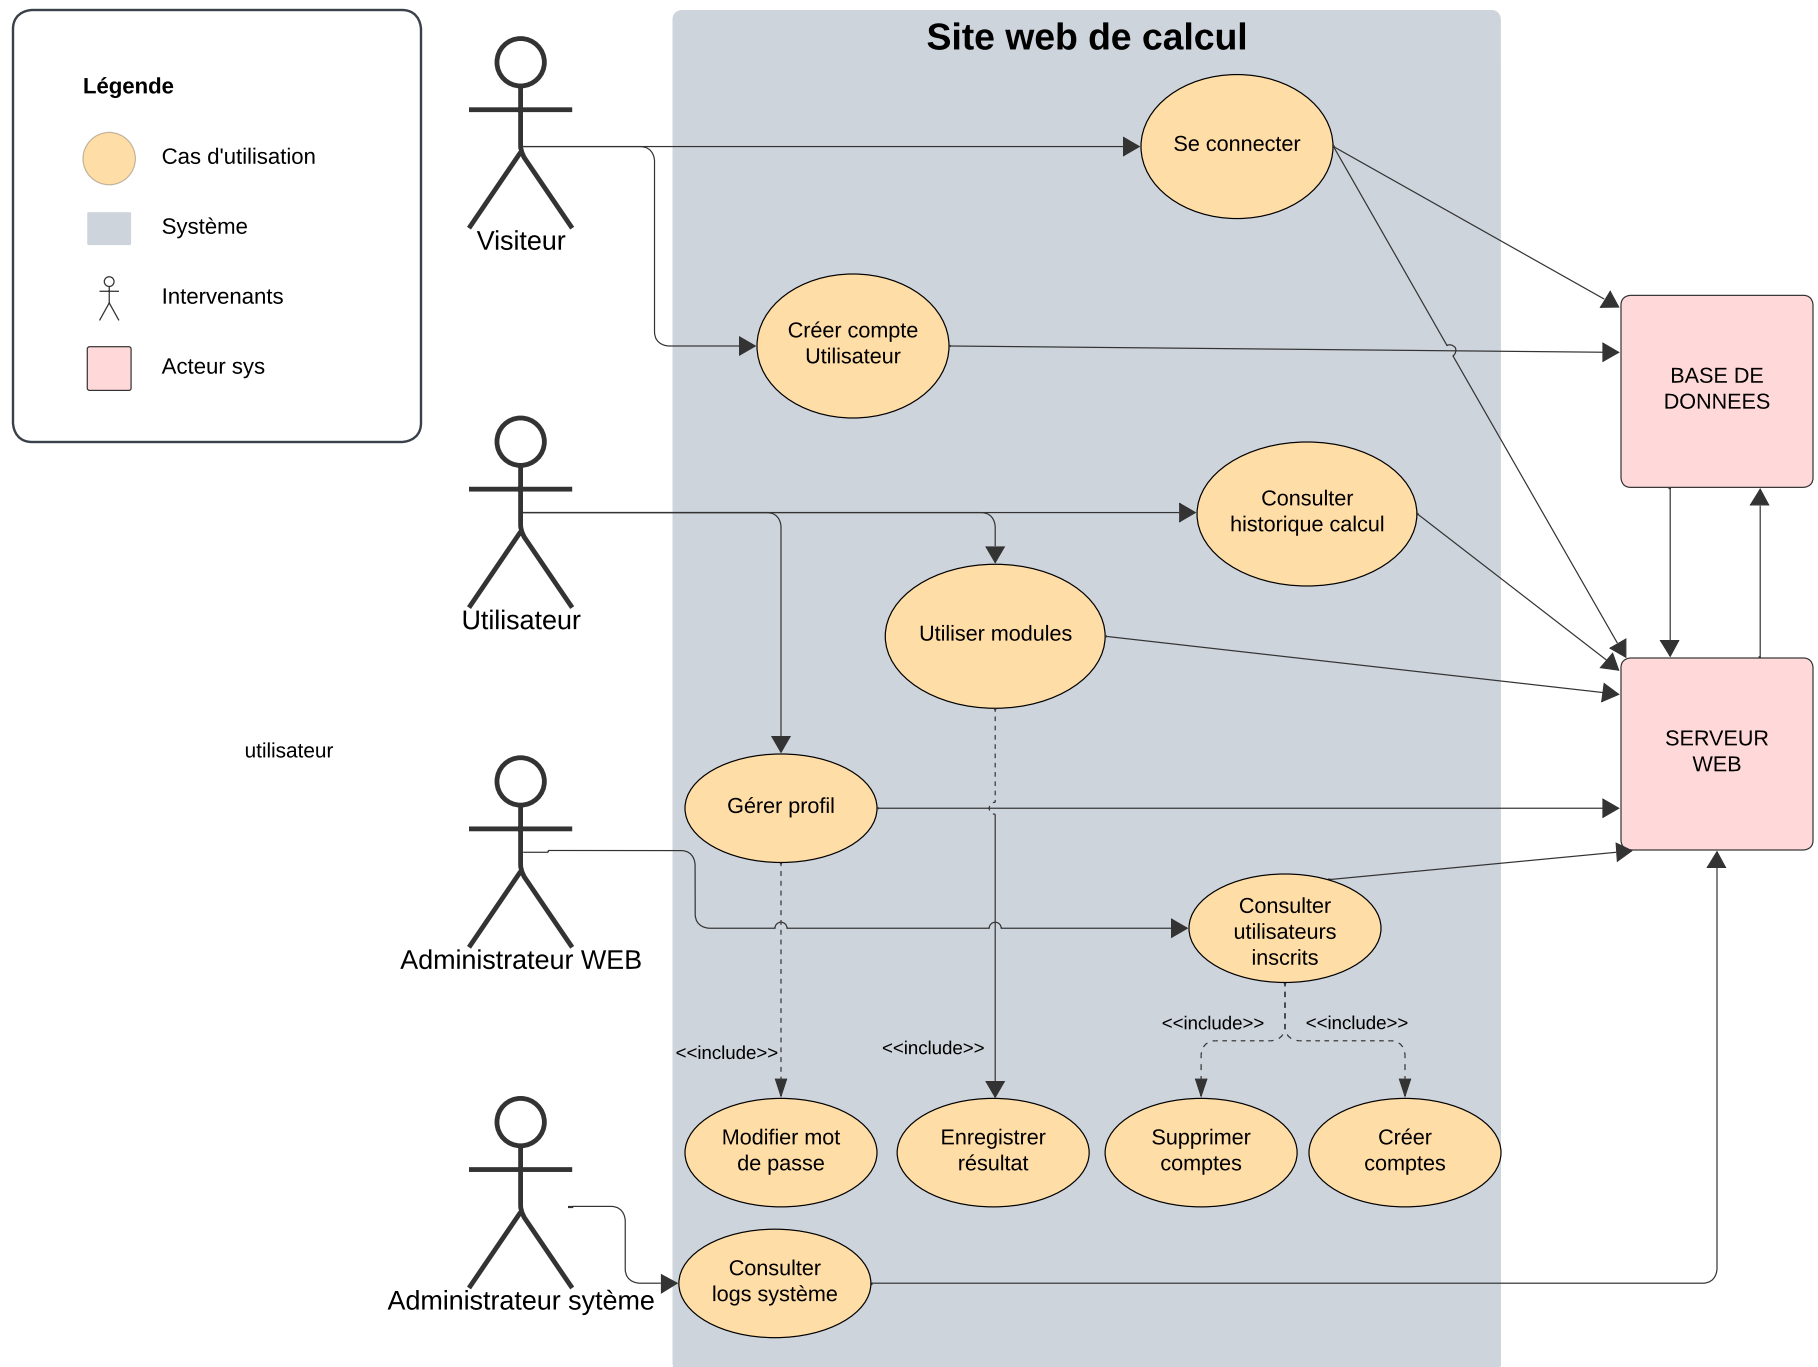 Site web de calcul
Légende
Cas d'utilisation
Système
Intervenants
Acteur sys
Visiteur
Se connecter
Créer compte
Utilisateur
BASE DE
DONNEES
Utilisateur
Consulter
historique calcul
Utiliser modules
SERVEUR
WEB
utilisateur
Gérer profil
Administrateur WEB
Consulter
utilisateurs
inscrits
<<include>>
<<include>>
<<include>>
<<include>>
Modifier mot
de passe
Enregistrer
résultat
Supprimer
comptes
Créer
comptes
Administrateur sytème
Consulter
logs système